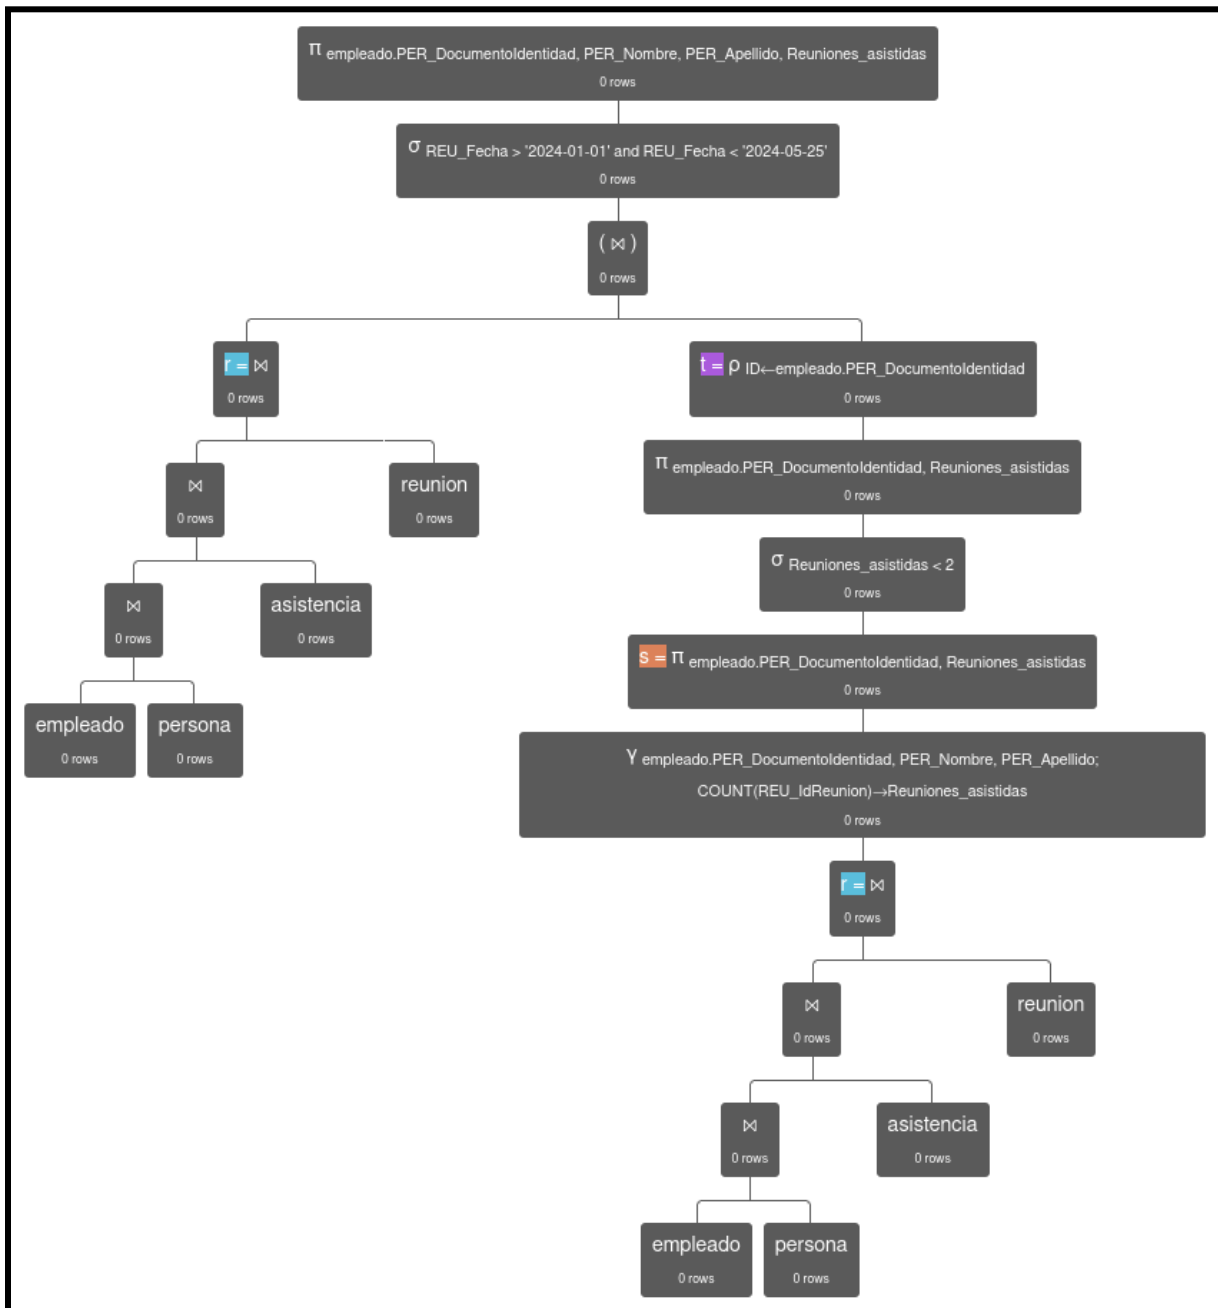 π empleado.PER_DocumentoIdentidad, PER_Nombre, PER_Apellido, Reuniones_asistidas
0 rows
σ REU_Fecha > '2024-01-01' and REU_Fecha < '2024-05-25'
0 rows
( ⋈ )
0 rows
r = ⋈
0 rows
t = ρ ID←empleado.PER_DocumentoIdentidad
0 rows
π empleado.PER_DocumentoIdentidad, Reuniones_asistidas
0 rows
⋈
0 rows
reunion
0 rows
σ Reuniones_asistidas < 2
0 rows
⋈
0 rows
asistencia
0 rows
s = π empleado.PER_DocumentoIdentidad, Reuniones_asistidas
0 rows
empleado
0 rows
persona
0 rows
γ empleado.PER_DocumentoIdentidad, PER_Nombre, PER_Apellido;
COUNT(REU_IdReunion)→Reuniones_asistidas
0 rows
r = ⋈
0 rows
⋈
0 rows
reunion
0 rows
⋈
0 rows
asistencia
0 rows
empleado
0 rows
persona
0 rows